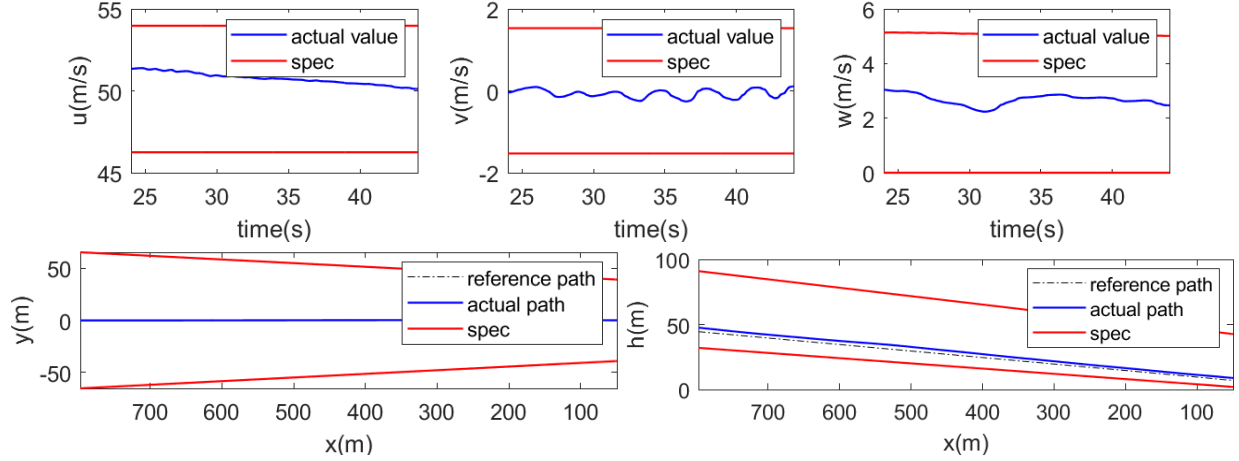 55
50
45
u(m/s)
25 30 35 40
time(s)
actual value
spec
2
0
-2
v(m/s)
25 30 35 40
time(s)
actual value
spec
6
4
2
0
w(m/s)
25 30 35 40
time(s)
actual value
spec
50
0
-50
y(m)
700 600 500 400 300 200 100
x(m)
reference path
actual path
spec
100
50
0
h(m)
700 600 500 400 300 200 100
x(m)
reference path
actual path
spec